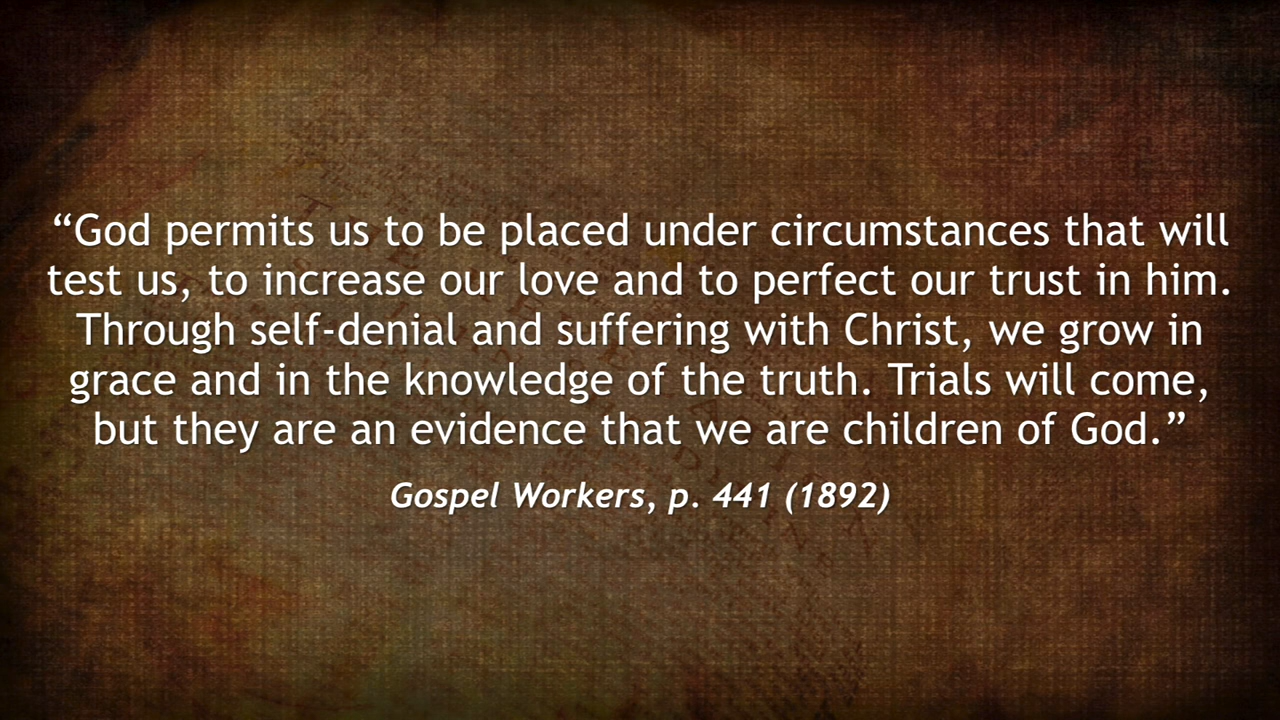 “God permits us to be placed under circumstances that will
test us, to increase our love and to perfect our trust in him.
Through self-denial and suffering with Christ, we grow in
grace and in the knowledge of the truth. Trials will come,
but they are an evidence that we are children of God.”
Gospel Workers, p. 441 (1892)